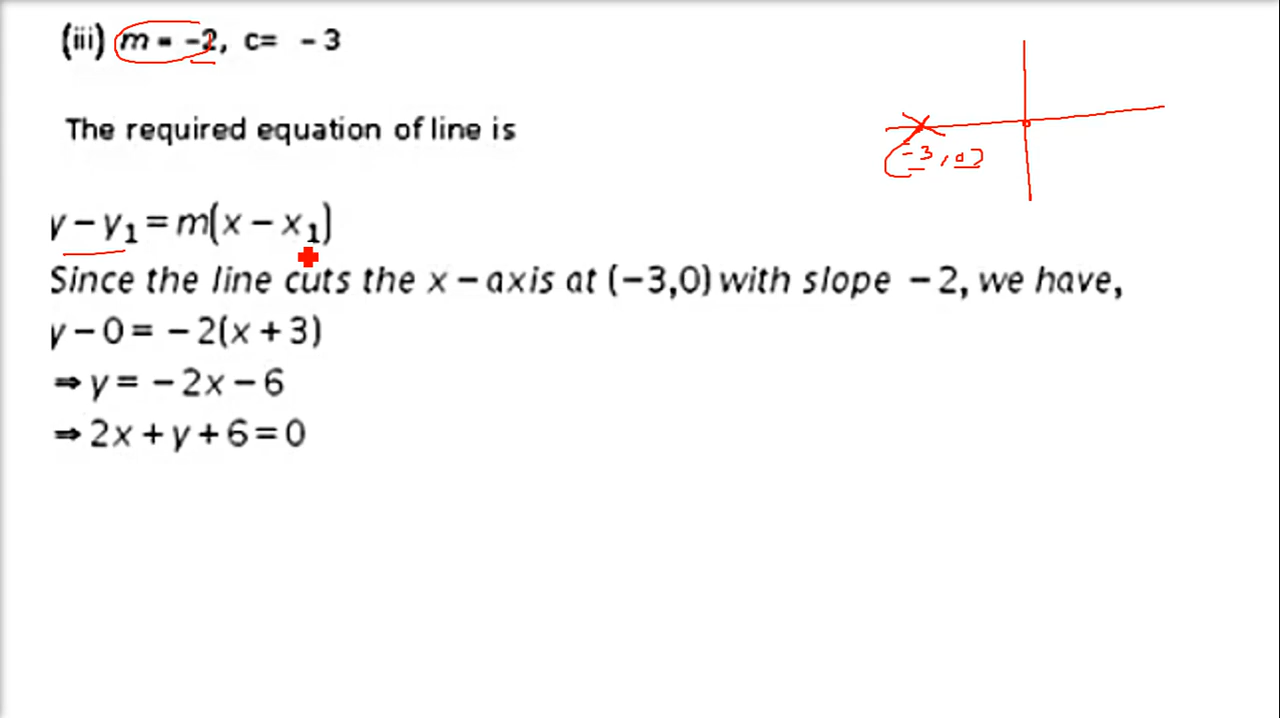 (iii) m = -2, c= -3
The required equation of line is
(-3, 0)
y - y₁ = m(x - x₁)
Since the line cuts the x - axis at (-3,0) with slope -2, we have,
y - 0 = -2(x + 3)
⇒ y = -2x - 6
⇒ 2x + y + 6 = 0